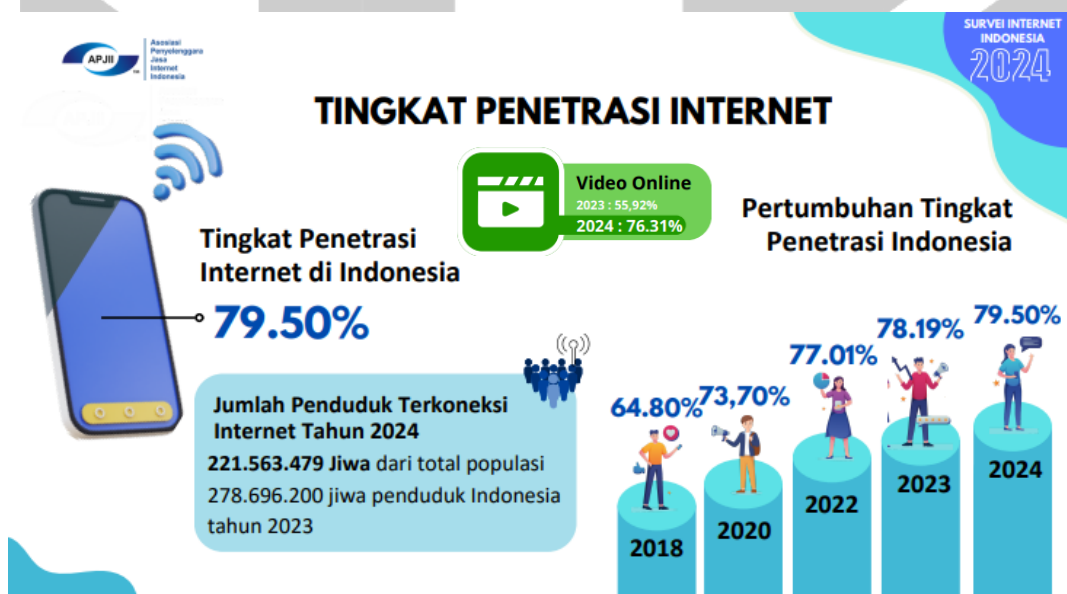 APJII
Asosiasi
Penyelenggara
Jasa
Internet
Indonesia
SURVEI INTERNET
INDONESIA
2024
TINGKAT PENETRASI INTERNET
Video Online
2023 : 55,92%
2024 : 76.31%
Tingkat Penetrasi
Internet di Indonesia
79.50%
Jumlah Penduduk Terkoneksi
Internet Tahun 2024
221.563.479 Jiwa dari total populasi
278.696.200 jiwa penduduk Indonesia
tahun 2023
Pertumbuhan Tingkat
Penetrasi Indonesia
64.80%
73,70%
77.01%
78.19%
79.50%
2018
2020
2022
2023
2024